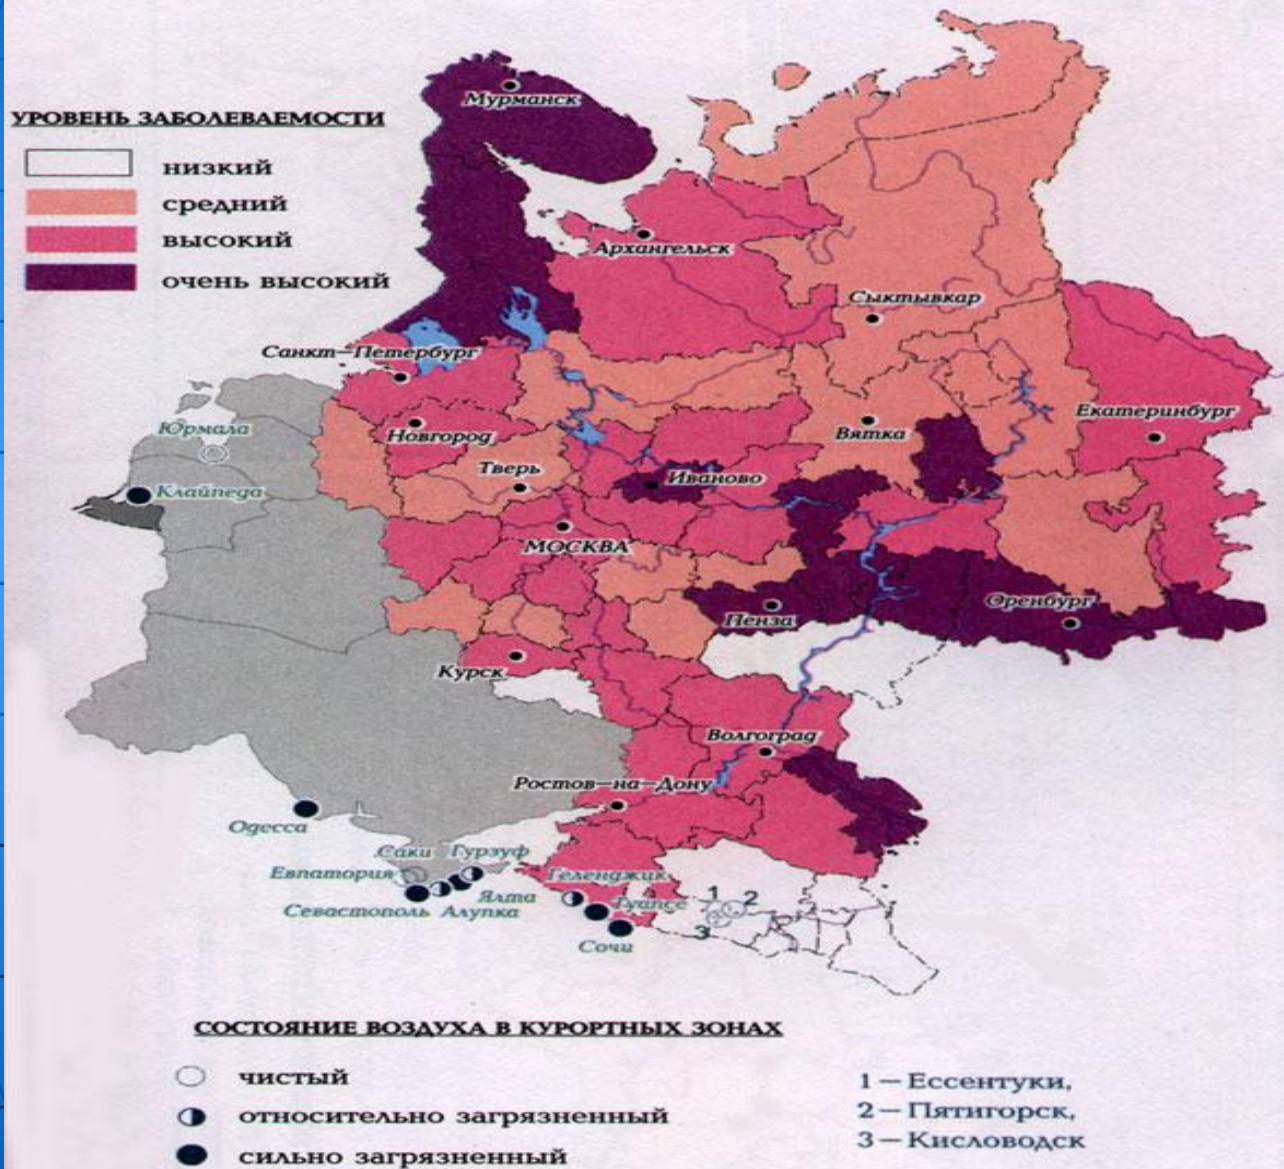 УРОВЕНЬ ЗАБОЛЕВАЕМОСТИ
низкий
средний
высокий
очень высокий
Мурманск
Архангельск
Сыктывкар
Санкт—Петербург
Екатеринбург
Юрмала
Новгород
Вятка
Тверь
Иваново
Клайпеда
МОСКВА
Оренбург
Пенза
Курск
Волгоград
Ростов—на—Дону
Одесса
Саки Гурзуф
Евпатория
Геленджик
Ялта
Туапсе
Севастополь Алупка
Сочи
1
2
3
СОСТОЯНИЕ ВОЗДУХА В КУРОРТНЫХ ЗОНАХ
чистый
относительно загрязненный
сильно загрязненный
1 — Ессентуки,
2 — Пятигорск,
3 — Кисловодск